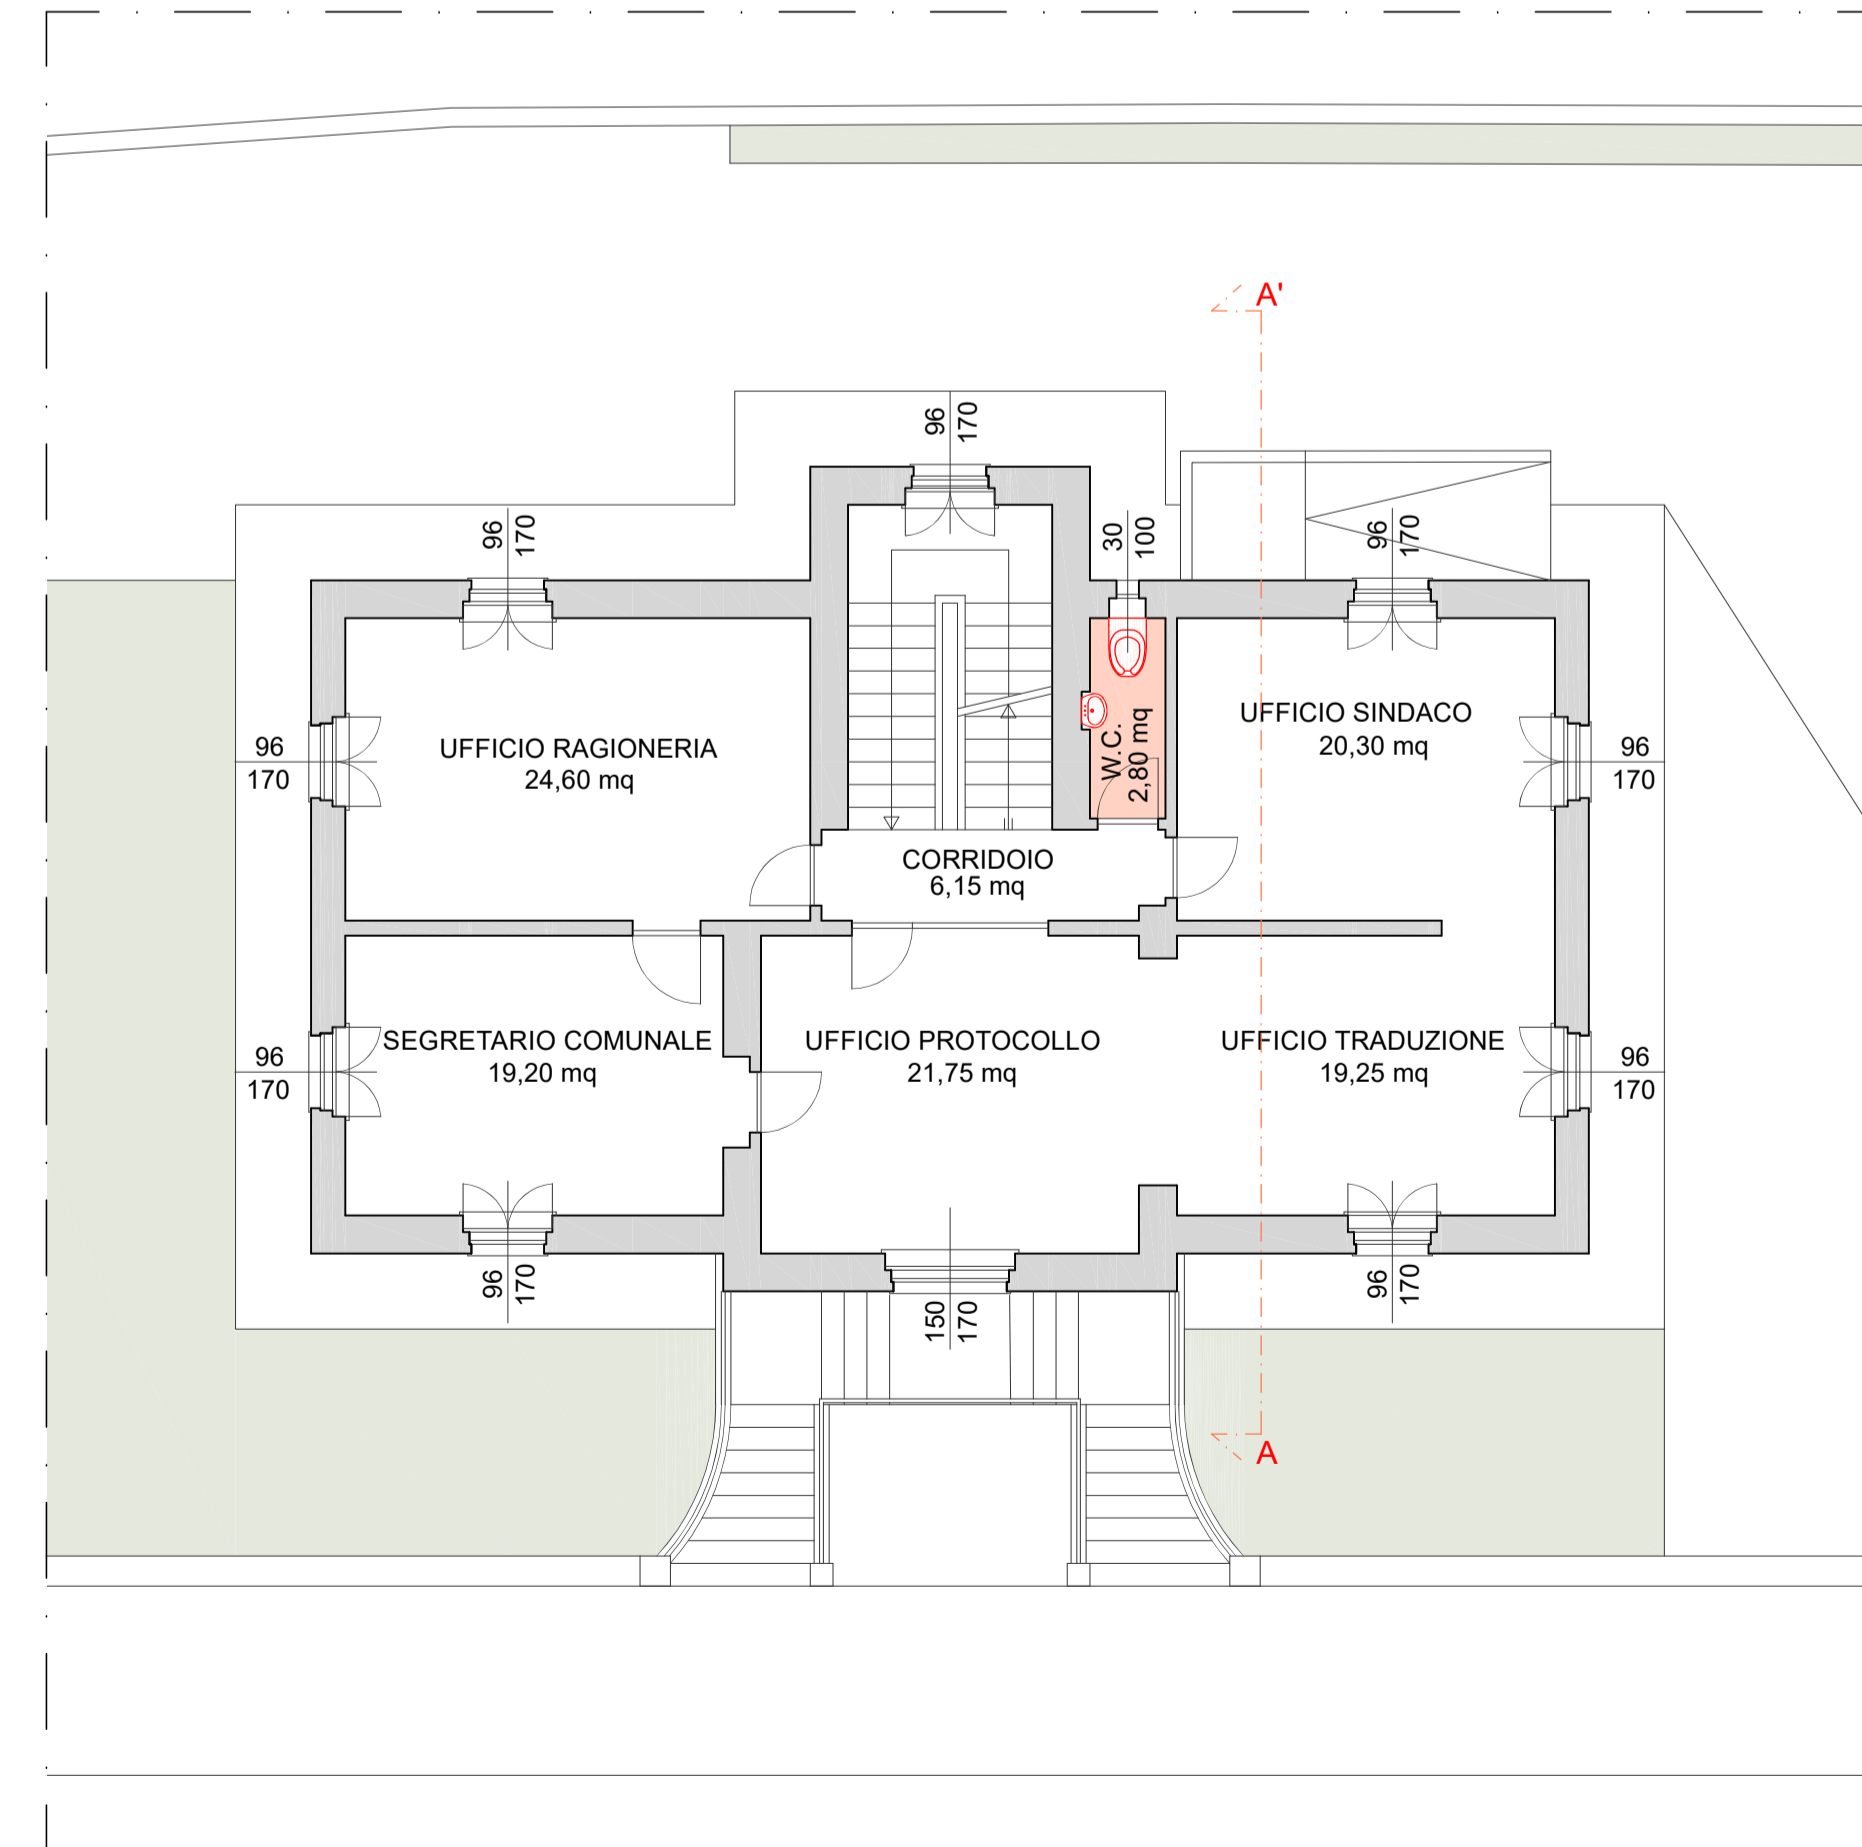 A'
96
170
96
170
30
100
96
170
UFFICIO SINDACO
20,30 mq
UFFICIO RAGIONERIA
24,60 mq
W.C.
2,80 mq
96
170
96
170
CORRIDOIO
6,15 mq
SEGRETARIO COMUNALE
19,20 mq
UFFICIO PROTOCOLLO
21,75 mq
UFFICIO TRADUZIONE
19,25 mq
96
170
96
170
96
170
150
170
96
170
A